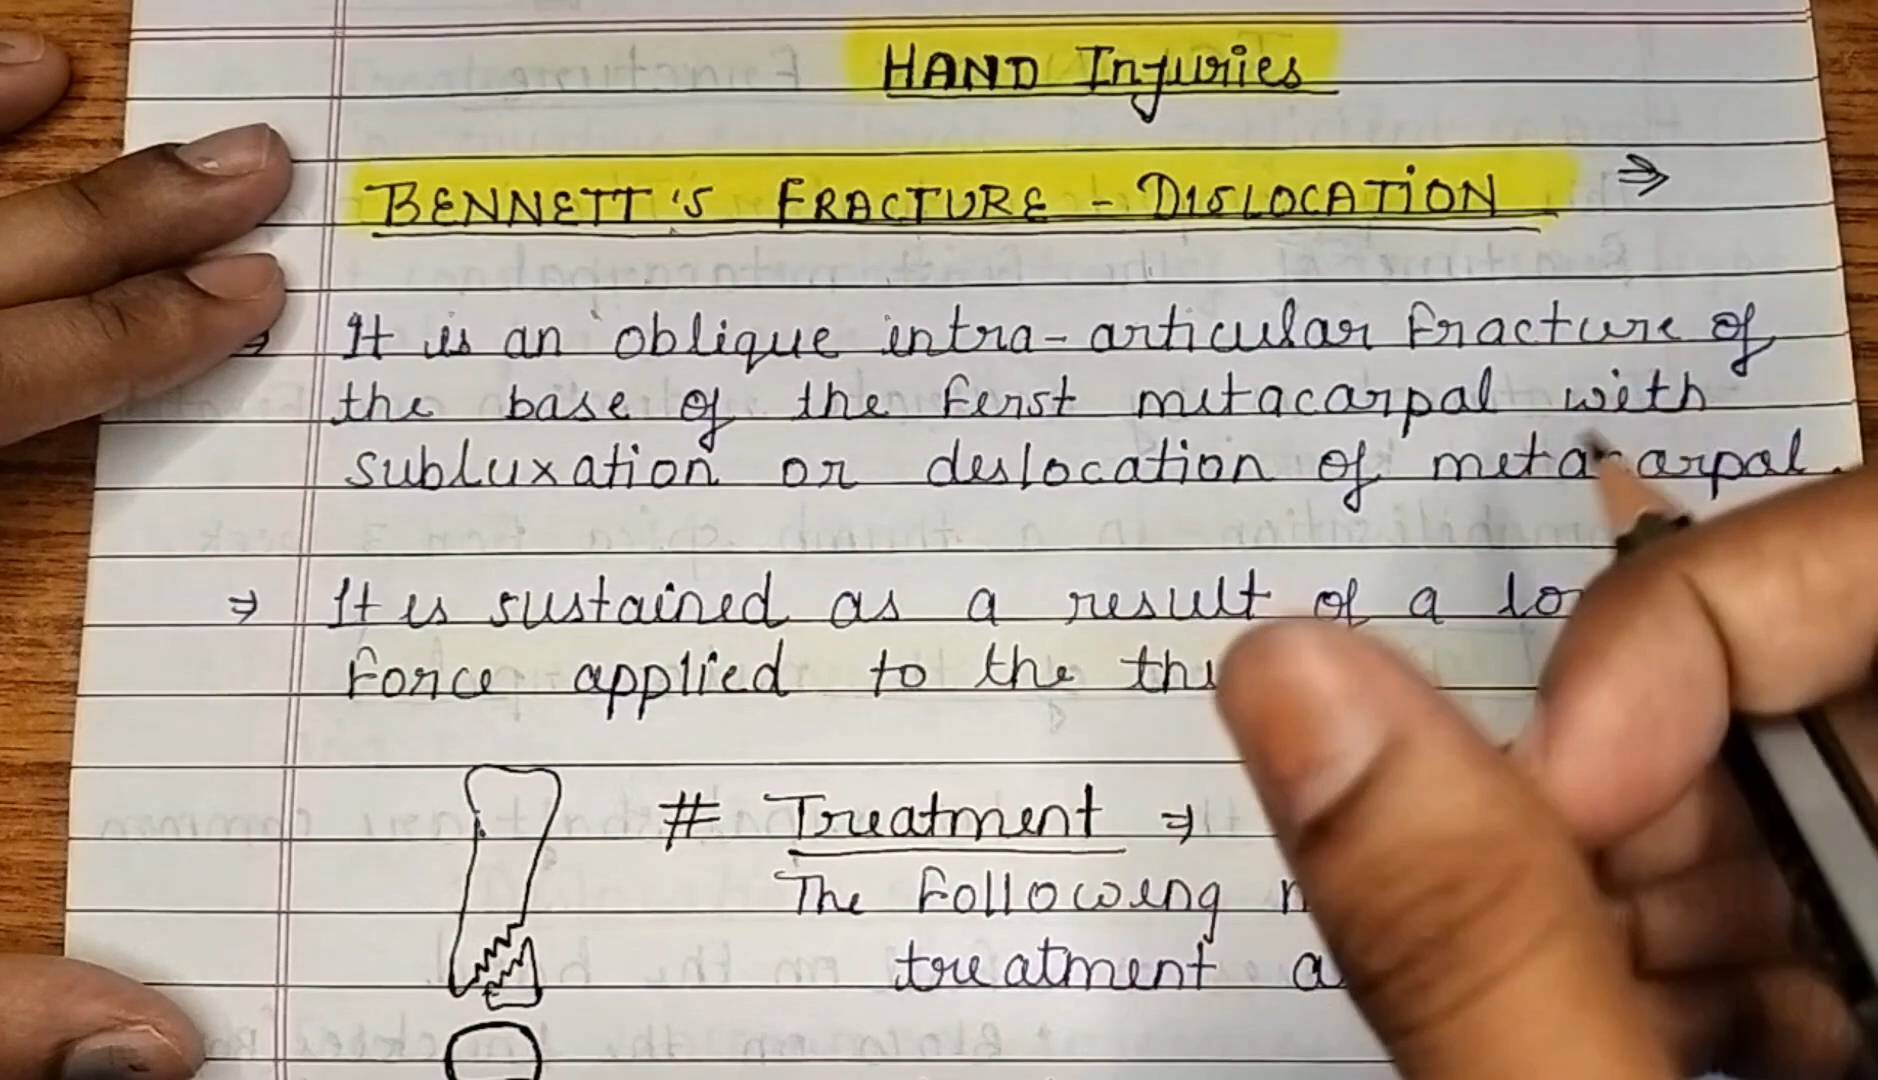 HAND Injuries
BENNETT'S FRACTURE - DISLOCATION ⇒
⇒ It is an oblique intra-articular fracture of
the base of the first metacarpal with
subluxation or dislocation of metacarpal.
⇒ It is sustained as a result of a
force applied to the
# Treatment ⇒
The following
treatment